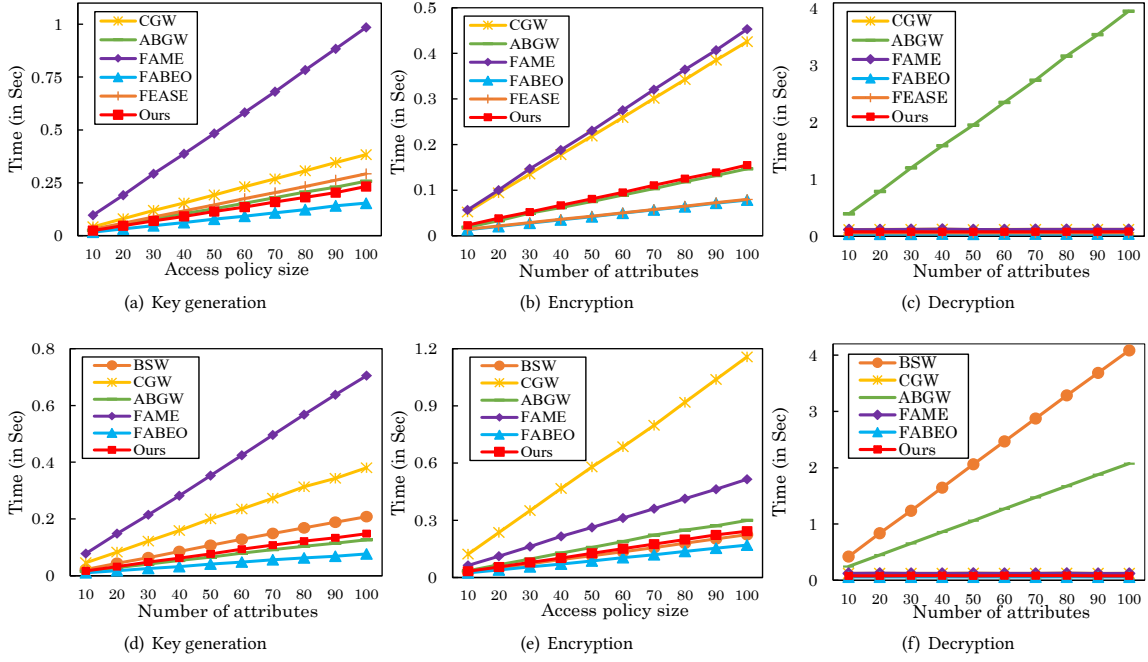 CGW
ABGW
FAME
FABEO
FEASE
Ours
Time (in Sec)
1
0.75
0.5
0.25
0
10 20 30 40 50 60 70 80 90 100
Access policy size
(a) Key generation
CGW
ABGW
FAME
FABEO
FEASE
Ours
Time (in Sec)
0.5
0.4
0.3
0.2
0.1
0
10 20 30 40 50 60 70 80 90 100
Number of attributes
(b) Encryption
CGW
ABGW
FAME
FABEO
FEASE
Ours
Time (in Sec)
4
3
2
1
0
10 20 30 40 50 60 70 80 90 100
Number of attributes
(c) Decryption
BSW
CGW
ABGW
FAME
FABEO
Ours
Time (in Sec)
0.8
0.6
0.4
0.2
0
10 20 30 40 50 60 70 80 90 100
Number of attributes
(d) Key generation
BSW
CGW
ABGW
FAME
FABEO
Ours
Time (in Sec)
1.2
0.9
0.6
0.3
0
10 20 30 40 50 60 70 80 90 100
Access policy size
(e) Encryption
BSW
CGW
ABGW
FAME
FABEO
Ours
Time (in Sec)
4
3
2
1
0
10 20 30 40 50 60 70 80 90 100
Number of attributes
(f) Decryption